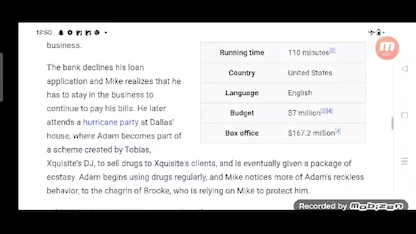 12:50
business.
Running time 110 minutes[2]
The bank declines his loan
Country United States
application and Mike realizes that he
Language English
has to stay in the business to
continue to pay his bills. He later
Budget $7 million[3][4]
attends a hurricane party at Dallas'
Box office $167.2 million[4]
house, where Adam becomes part of
a scheme created by Tobias,
Xquisite's DJ, to sell drugs to Xquisite's clients, and is eventually given a package of
ecstasy. Adam begins using drugs regularly, and Mike notices more of Adam's reckless
behavior, to the chagrin of Brooke, who is relying on Mike to protect him.
Recorded by Mobizen